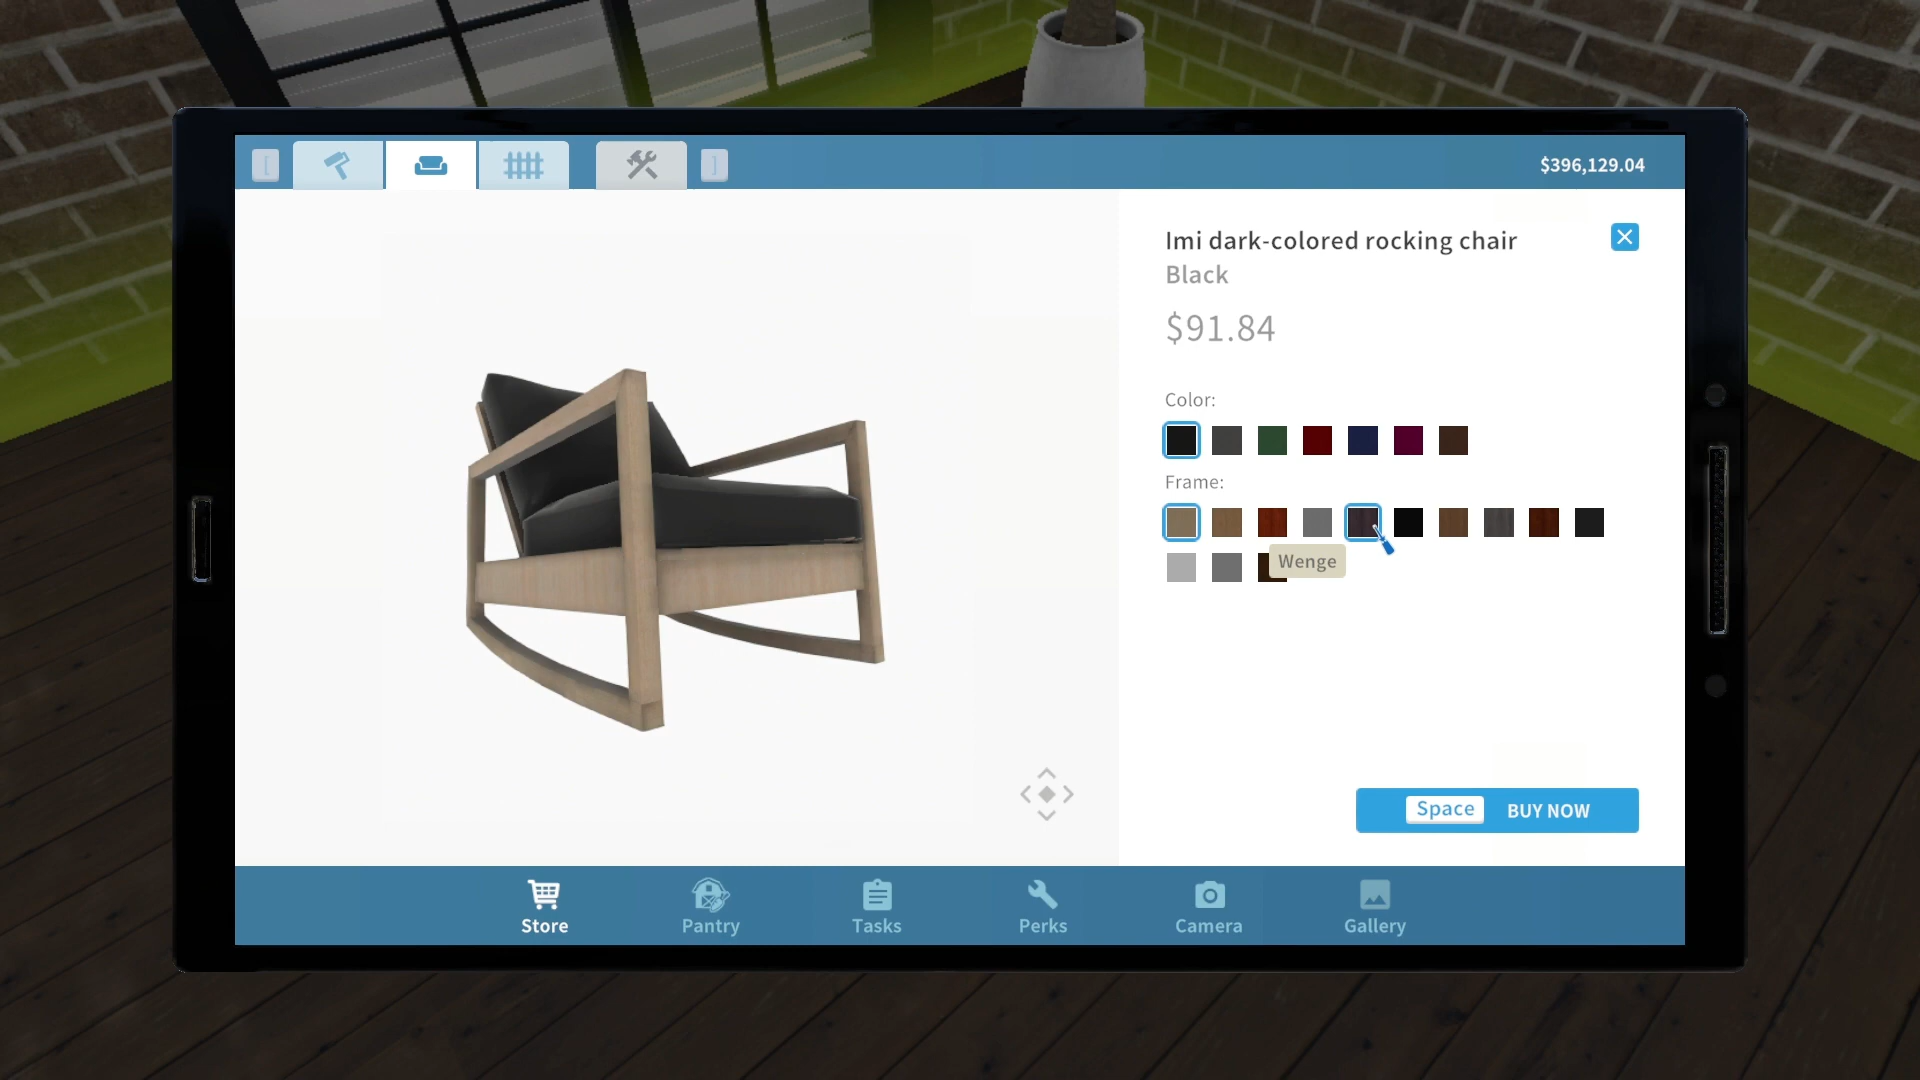 [
]
$396,129.04
Imi dark-colored rocking chair
Black
$91.84
Color:
Frame:
Wenge
Space BUY NOW
Store Pantry Tasks Perks Camera Gallery